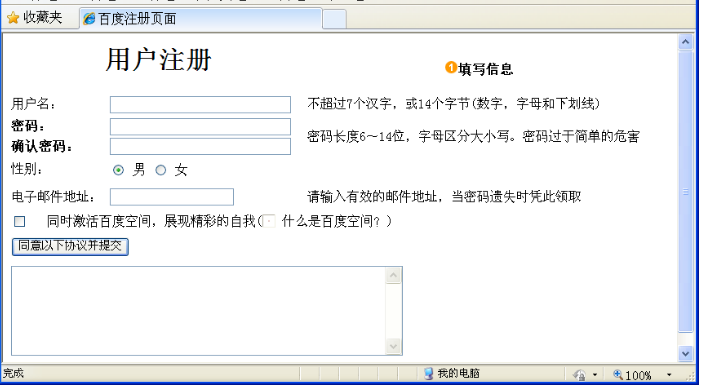 收藏夹 百度注册页面
用户注册 1填写信息
用户名： 不超过7个汉字，或14个字节(数字，字母和下划线)
密码：
密码长度6～14位，字母区分大小写。密码过于简单的危害
确认密码：
性别： 男 女
电子邮件地址： 请输入有效的邮件地址，当密码遗失时凭此领取
同时激活百度空间，展现精彩的自我( 什么是百度空间？)
同意以下协议并提交
完成 我的电脑 100%